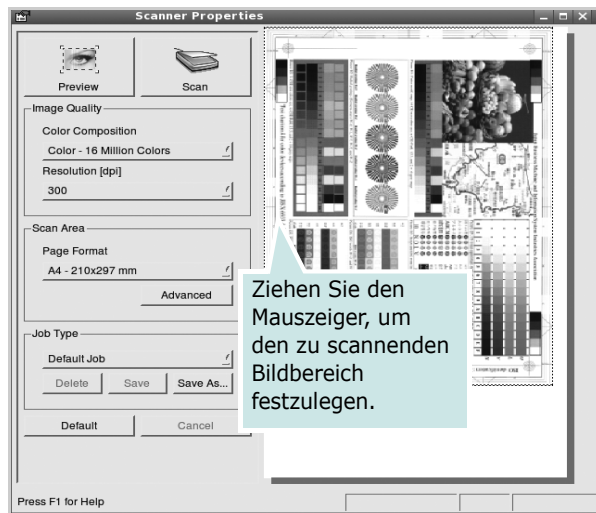 Scanner Properties
Preview
Scan
Image Quality
Color Composition
Color - 16 Million Colors
Resolution [dpi]
300
Scan Area
Page Format
A4 - 210x297 mm
Advanced
Job Type
Default Job
Delete
Save
Save As...
Default
Cancel
Ziehen Sie den
Mauszeiger, um
den zu scannenden
Bildbereich
festzulegen.
Press F1 for Help